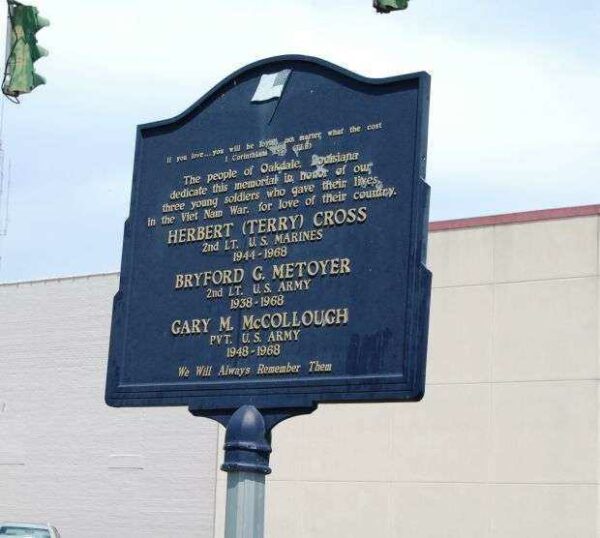 If you love...you will be loyal not matter what the cost
1 Corinthians
The people of Oakdale, Louisiana
dedicate this memorial in honor of our
three young soldiers who gave their lives,
in the Viet Nam War, for love of their country.
HERBERT (TERRY) CROSS
2nd LT. U.S. MARINES
1944-1968
BRYFORD G. METOYER
2nd LT. U.S. ARMY
1938-1968
GARY M. McCOLLOUGH
PVT. U.S. ARMY
1948-1968
We Will Always Remember Them